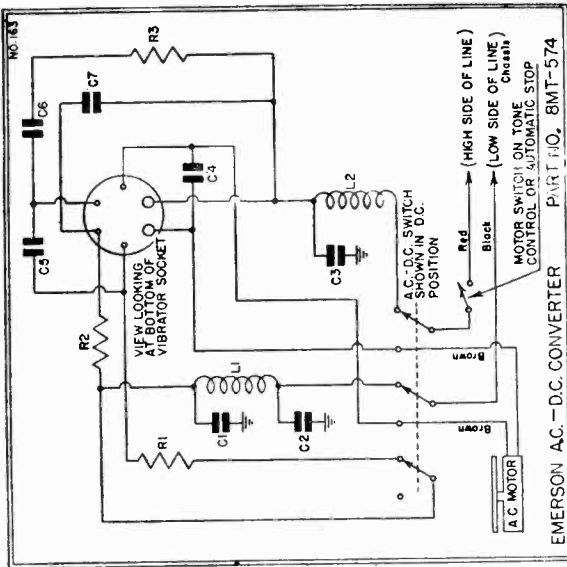 NO. 163
R3
C6
C7
C5
C4
R2
VIEW LOOKING
AT BOTTOM OF
VIBRATOR SOCKET
L2
C3
A.C.-D.C. SWITCH
SHOWN IN D.C.
POSITION
L1
C1
C2
R1
Red
(HIGH SIDE OF LINE)
Black
(LOW SIDE OF LINE)
Chassis
MOTOR SWITCH ON TONE
CONTROL OR AUTOMATIC STOP
Brown
Brown
A C MOTOR
EMERSON A.C.-D.C. CONVERTER PART NO. 8MT-574